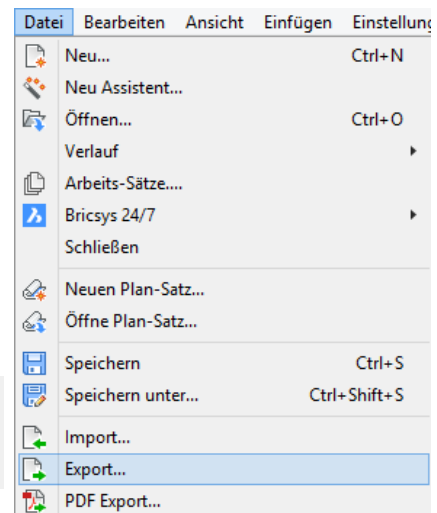 Datei Bearbeiten Ansicht Einfügen Einstellung
Neu... Ctrl+N
Neu Assistent...
Öffnen... Ctrl+O
Verlauf
Arbeits-Sätze....
Bricsys 24/7
Schließen
Neuen Plan-Satz...
Öffne Plan-Satz...
Speichern Ctrl+S
Speichern unter... Ctrl+Shift+S
Import...
Export...
PDF Export...